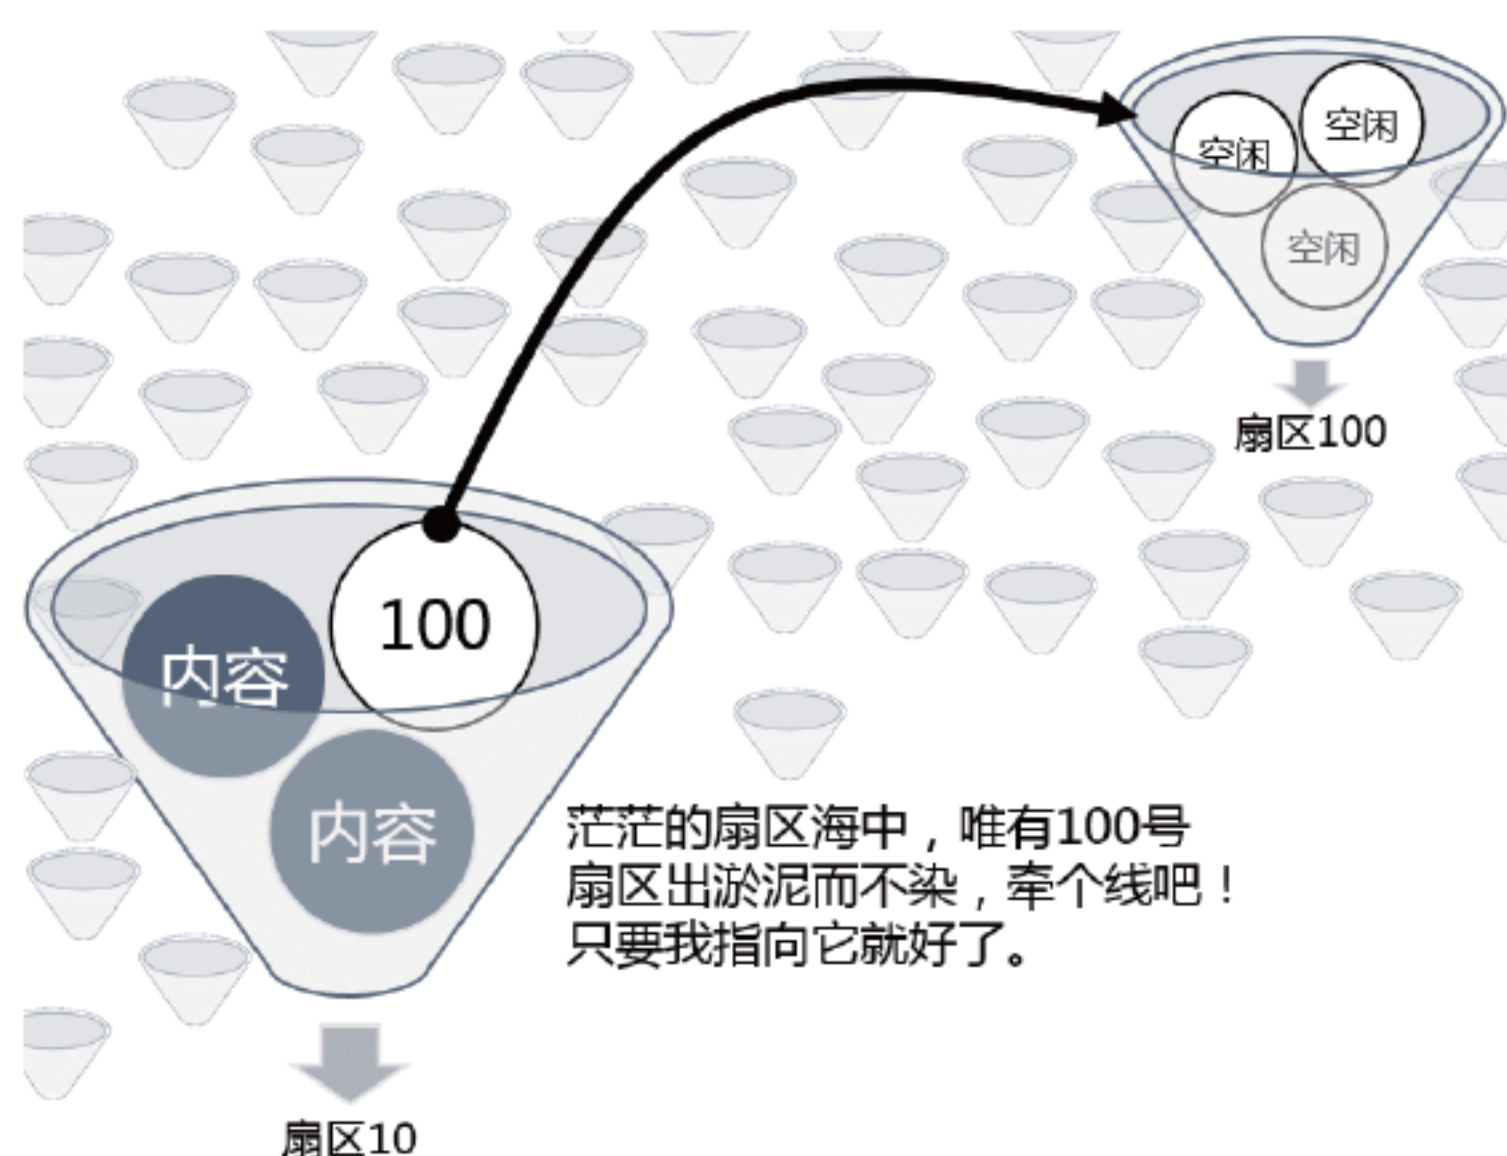 空闲
空闲
空闲
扇区100
100
内容
内容
茫茫的扇区海中，唯有100号
扇区出淤泥而不染，牵个线吧！
只要我指向它就好了。
扇区10